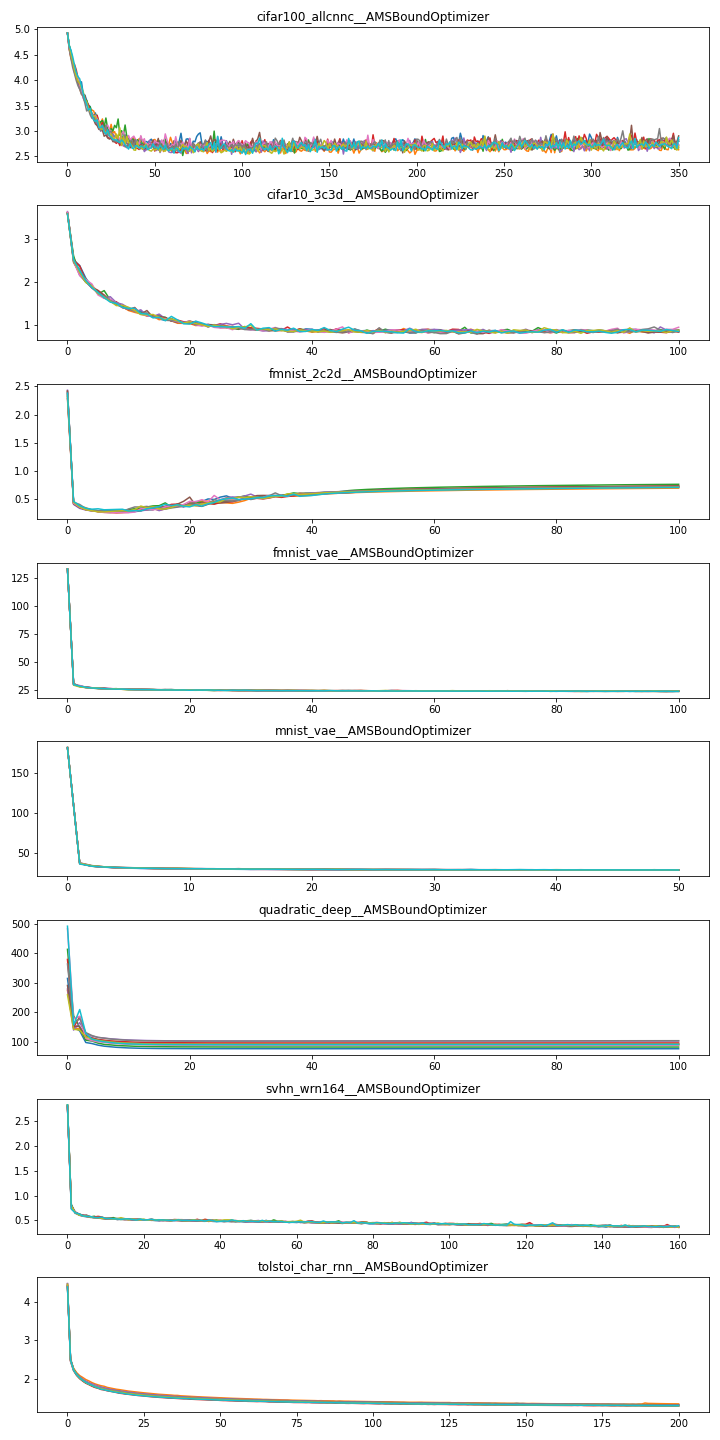 cifar100_allcnnc__AMSBoundOptimizer
5.0
4.5
4.0
3.5
3.0
2.5
0 50 100 150 200 250 300 350
cifar10_3c3d__AMSBoundOptimizer
3
2
1
0 20 40 60 80 100
fmnist_2c2d__AMSBoundOptimizer
2.5
2.0
1.5
1.0
0.5
0 20 40 60 80 100
fmnist_vae__AMSBoundOptimizer
125
100
75
50
25
0 20 40 60 80 100
mnist_vae__AMSBoundOptimizer
150
100
50
0 10 20 30 40 50
quadratic_deep__AMSBoundOptimizer
500
400
300
200
100
0 20 40 60 80 100
svhn_wrn164__AMSBoundOptimizer
2.5
2.0
1.5
1.0
0.5
0 20 40 60 80 100 120 140 160
tolstoi_char_rnn__AMSBoundOptimizer
4
3
2
0 25 50 75 100 125 150 175 200